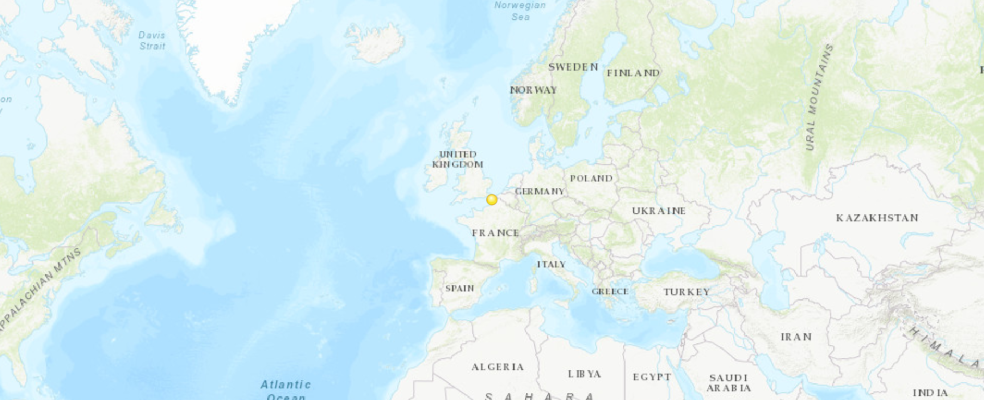 Norwegian
Sea
Davis
Strait
SWEDEN
FINLAND
NORWAY
URAL MOUNTAINS
UNITED
KINGDOM
POLAND
GERMANY
UKRAINE
KAZAKHSTAN
FRANCE
APPALACHIAN MTNS
ITALY
SPAIN
GREECE
TURKEY
IRAN
HIMALA
ALGERIA
LIBYA
EGYPT
SAUDI
ARABIA
Atlantic
Ocean
SAHARA
INDIA